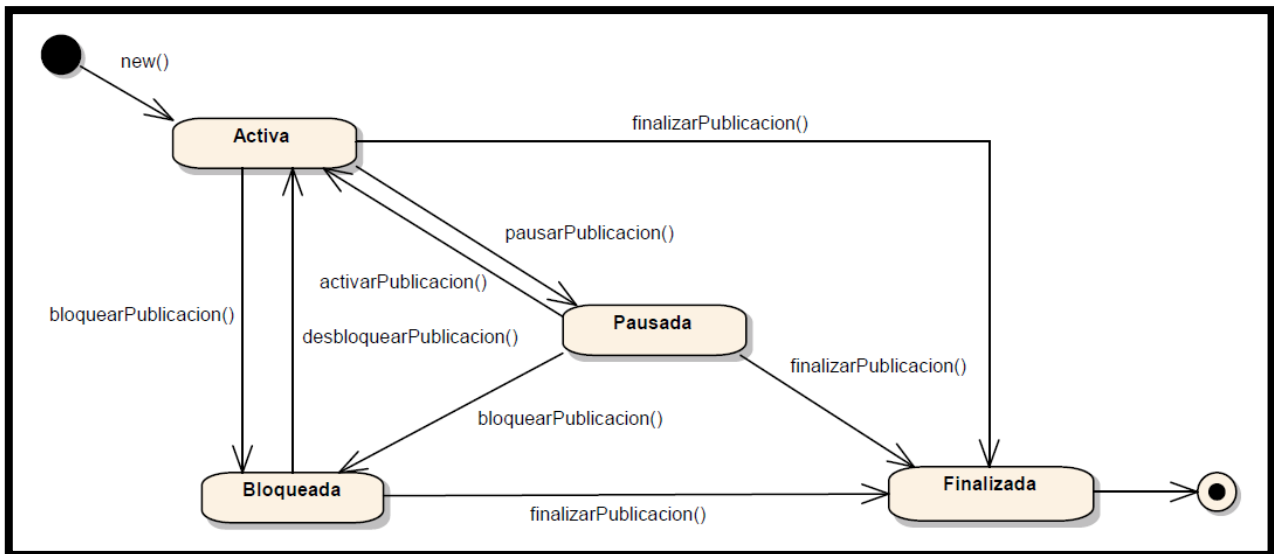 new()
Activa
finalizarPublicacion()
pausarPublicacion()
activarPublicacion()
bloquearPublicacion()
desbloquearPublicacion()
Pausada
finalizarPublicacion()
bloquearPublicacion()
Bloqueada
Finalizada
finalizarPublicacion()